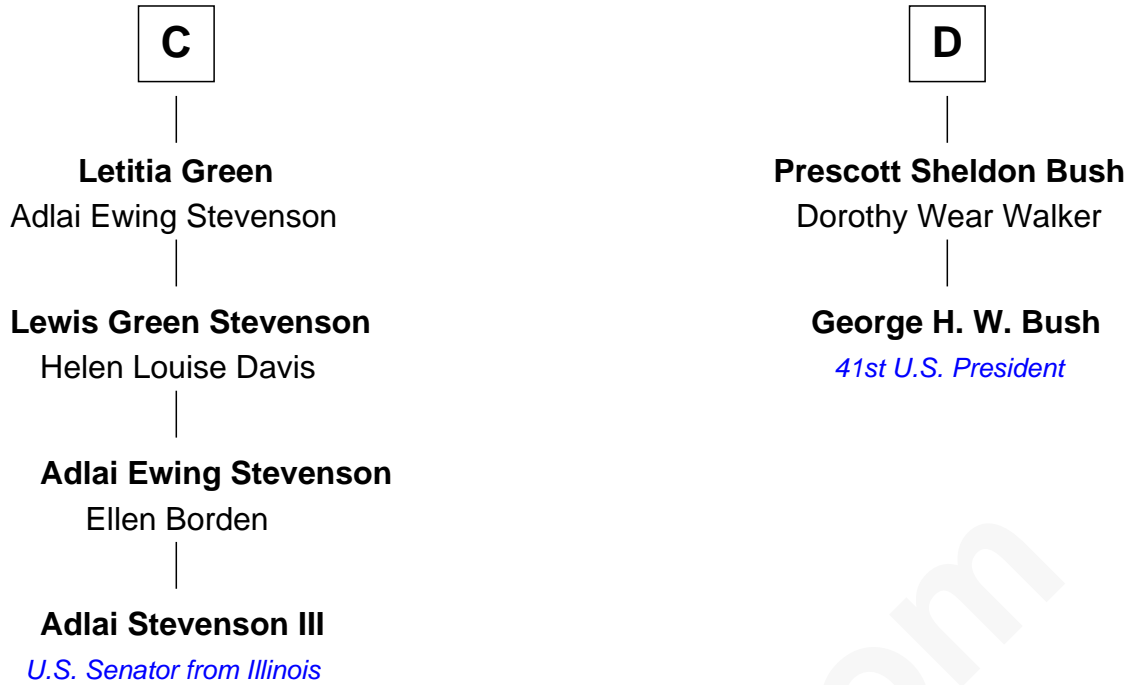 C
Letitia Green
Adlai Ewing Stevenson
Lewis Green Stevenson
Helen Louise Davis
Adlai Ewing Stevenson
Ellen Borden
Adlai Stevenson III
U.S. Senator from Illinois
D
Prescott Sheldon Bush
Dorothy Wear Walker
George H. W. Bush
41st U.S. President
om